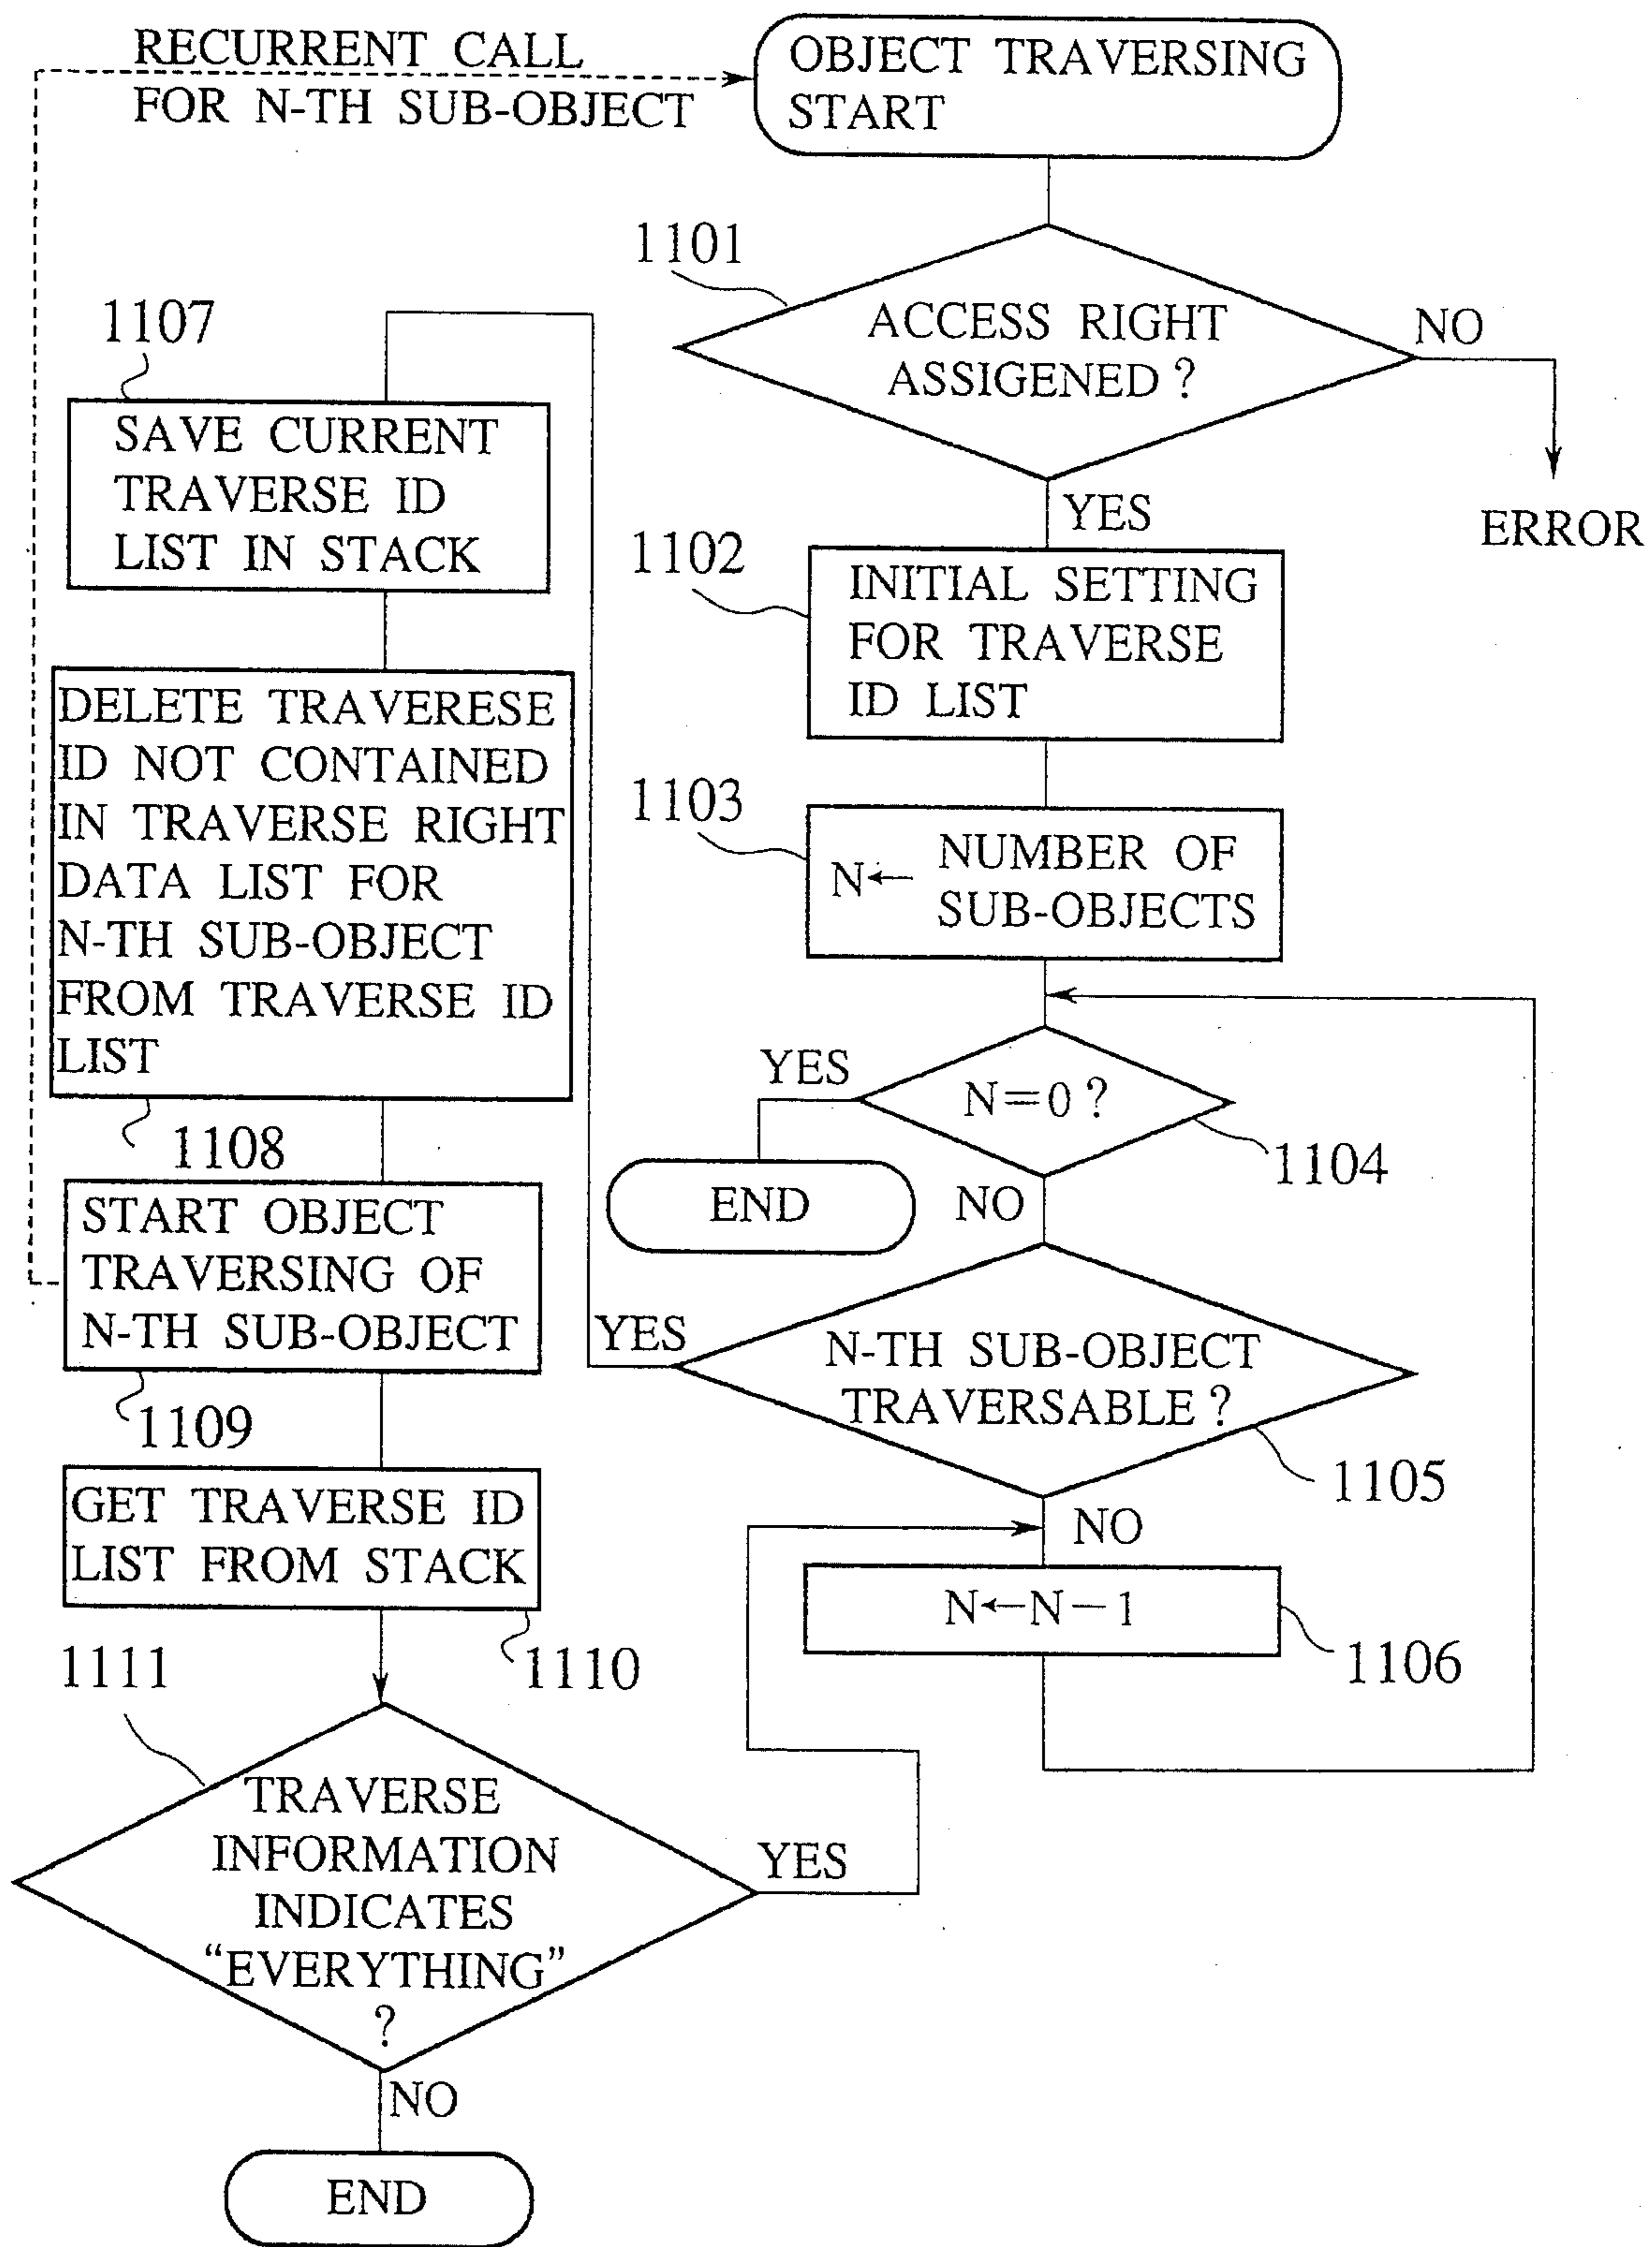 RECURRENT CALL
FOR N-TH SUB-OBJECT
OBJECT TRAVERSING
START
1101
ACCESS RIGHT
ASSIGENED ?
NO
ERROR
YES
1102
INITIAL SETTING
FOR TRAVERSE
ID LIST
1103
N← NUMBER OF
SUB-OBJECTS
N=0 ?
1104
YES
END
NO
N-TH SUB-OBJECT
TRAVERSABLE ?
1105
YES
NO
N←N−1
1106
1107
SAVE CURRENT
TRAVERSE ID
LIST IN STACK
DELETE TRAVERESE
ID NOT CONTAINED
IN TRAVERSE RIGHT
DATA LIST FOR
N-TH SUB-OBJECT
FROM TRAVERSE ID
LIST
1108
START OBJECT
TRAVERSING OF
N-TH SUB-OBJECT
1109
GET TRAVERSE ID
LIST FROM STACK
1110
1111
TRAVERSE
INFORMATION
INDICATES
“EVERYTHING”
?
YES
NO
END